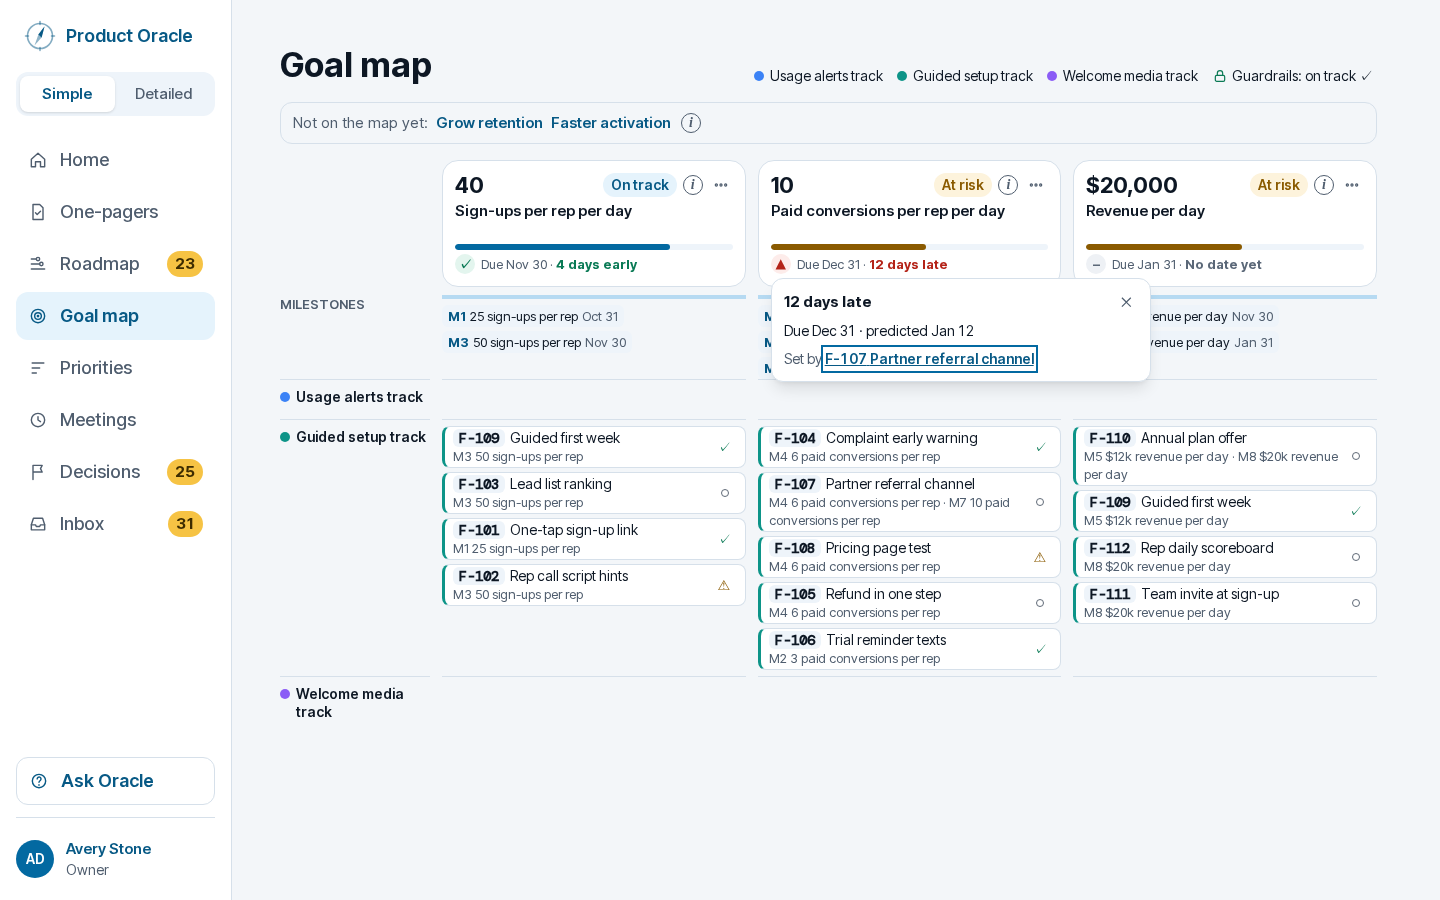 Product Oracle
Simple
Detailed
Home
One-pagers
Roadmap 23
Goal map
Priorities
Meetings
Decisions 25
Inbox 31
Ask Oracle
AD
Avery Stone
Owner
Goal map
Usage alerts track
Guided setup track
Welcome media track
Guardrails: on track ✓
Not on the map yet: Grow retention Faster activation i
40
On track i •••
Sign-ups per rep per day
✓ Due Nov 30 · 4 days early
10
At risk i •••
Paid conversions per rep per day
▲ Due Dec 31 · 12 days late
$20,000
At risk i •••
Revenue per day
– Due Jan 31 · No date yet
MILESTONES
M1 25 sign-ups per rep Oct 31
M3 50 sign-ups per rep Nov 30
enue per day Nov 30
enue per day Jan 31
12 days late
Due Dec 31 · predicted Jan 12
Set by F-107 Partner referral channel
Usage alerts track
Guided setup track
F-109 Guided first week
M3 50 sign-ups per rep
✓
F-103 Lead list ranking
M3 50 sign-ups per rep
F-101 One-tap sign-up link
M1 25 sign-ups per rep
✓
F-102 Rep call script hints
M3 50 sign-ups per rep
⚠
F-104 Complaint early warning
M4 6 paid conversions per rep
✓
F-107 Partner referral channel
M4 6 paid conversions per rep · M7 10 paid
conversions per rep
F-108 Pricing page test
M4 6 paid conversions per rep
⚠
F-105 Refund in one step
M4 6 paid conversions per rep
F-106 Trial reminder texts
M2 3 paid conversions per rep
✓
F-110 Annual plan offer
M5 $12k revenue per day · M8 $20k revenue
per day
F-109 Guided first week
M5 $12k revenue per day
✓
F-112 Rep daily scoreboard
M8 $20k revenue per day
F-111 Team invite at sign-up
M8 $20k revenue per day
Welcome media
track